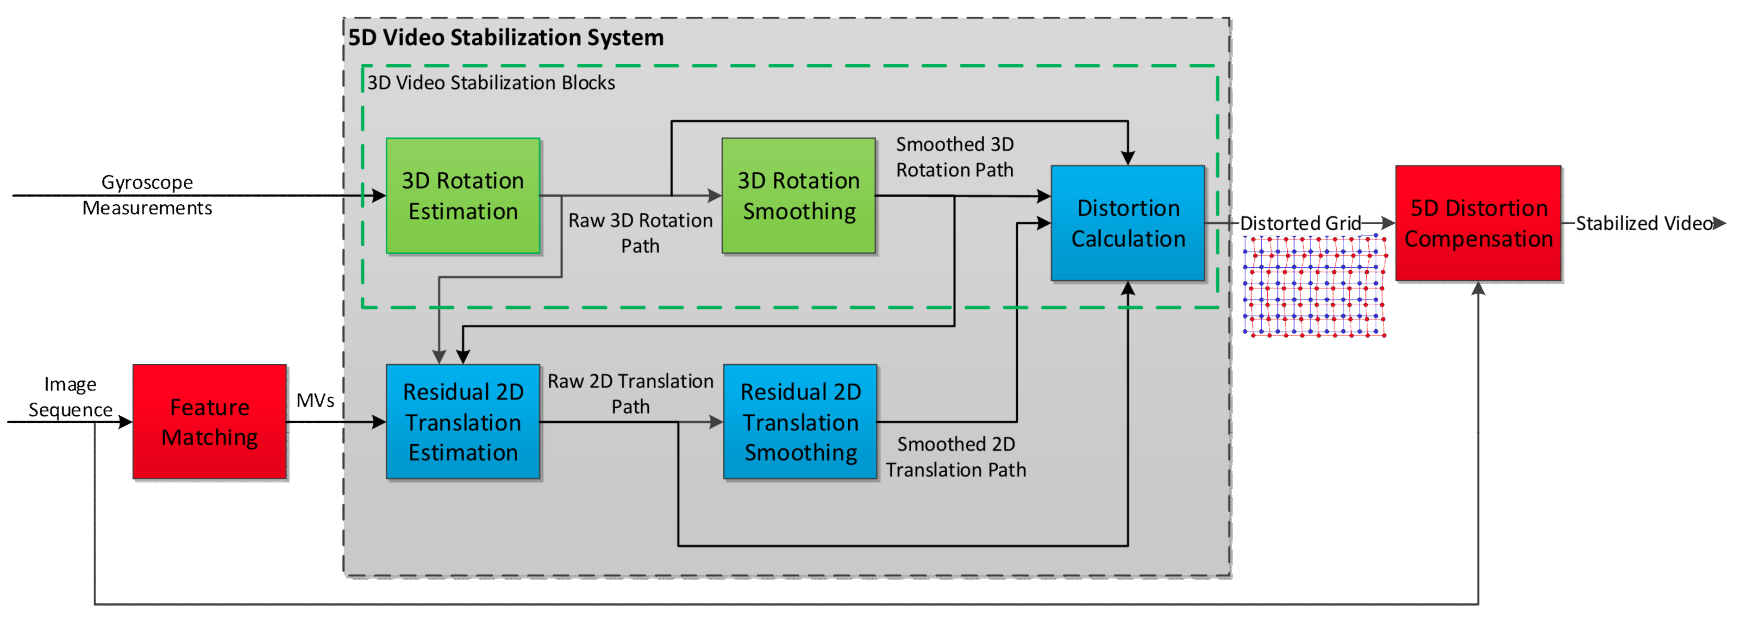 5D Video Stabilization System
3D Video Stabilization Blocks
Gyroscope
Measurements
3D Rotation
Estimation
Raw 3D Rotation
Path
3D Rotation
Smoothing
Smoothed 3D
Rotation Path
Distortion
Calculation
Distorted Grid
5D Distortion
Compensation
Stabilized Video
Image
Sequence
Feature
Matching
MVs
Residual 2D
Translation
Estimation
Raw 2D Translation
Path
Residual 2D
Translation
Smoothing
Smoothed 2D
Translation Path